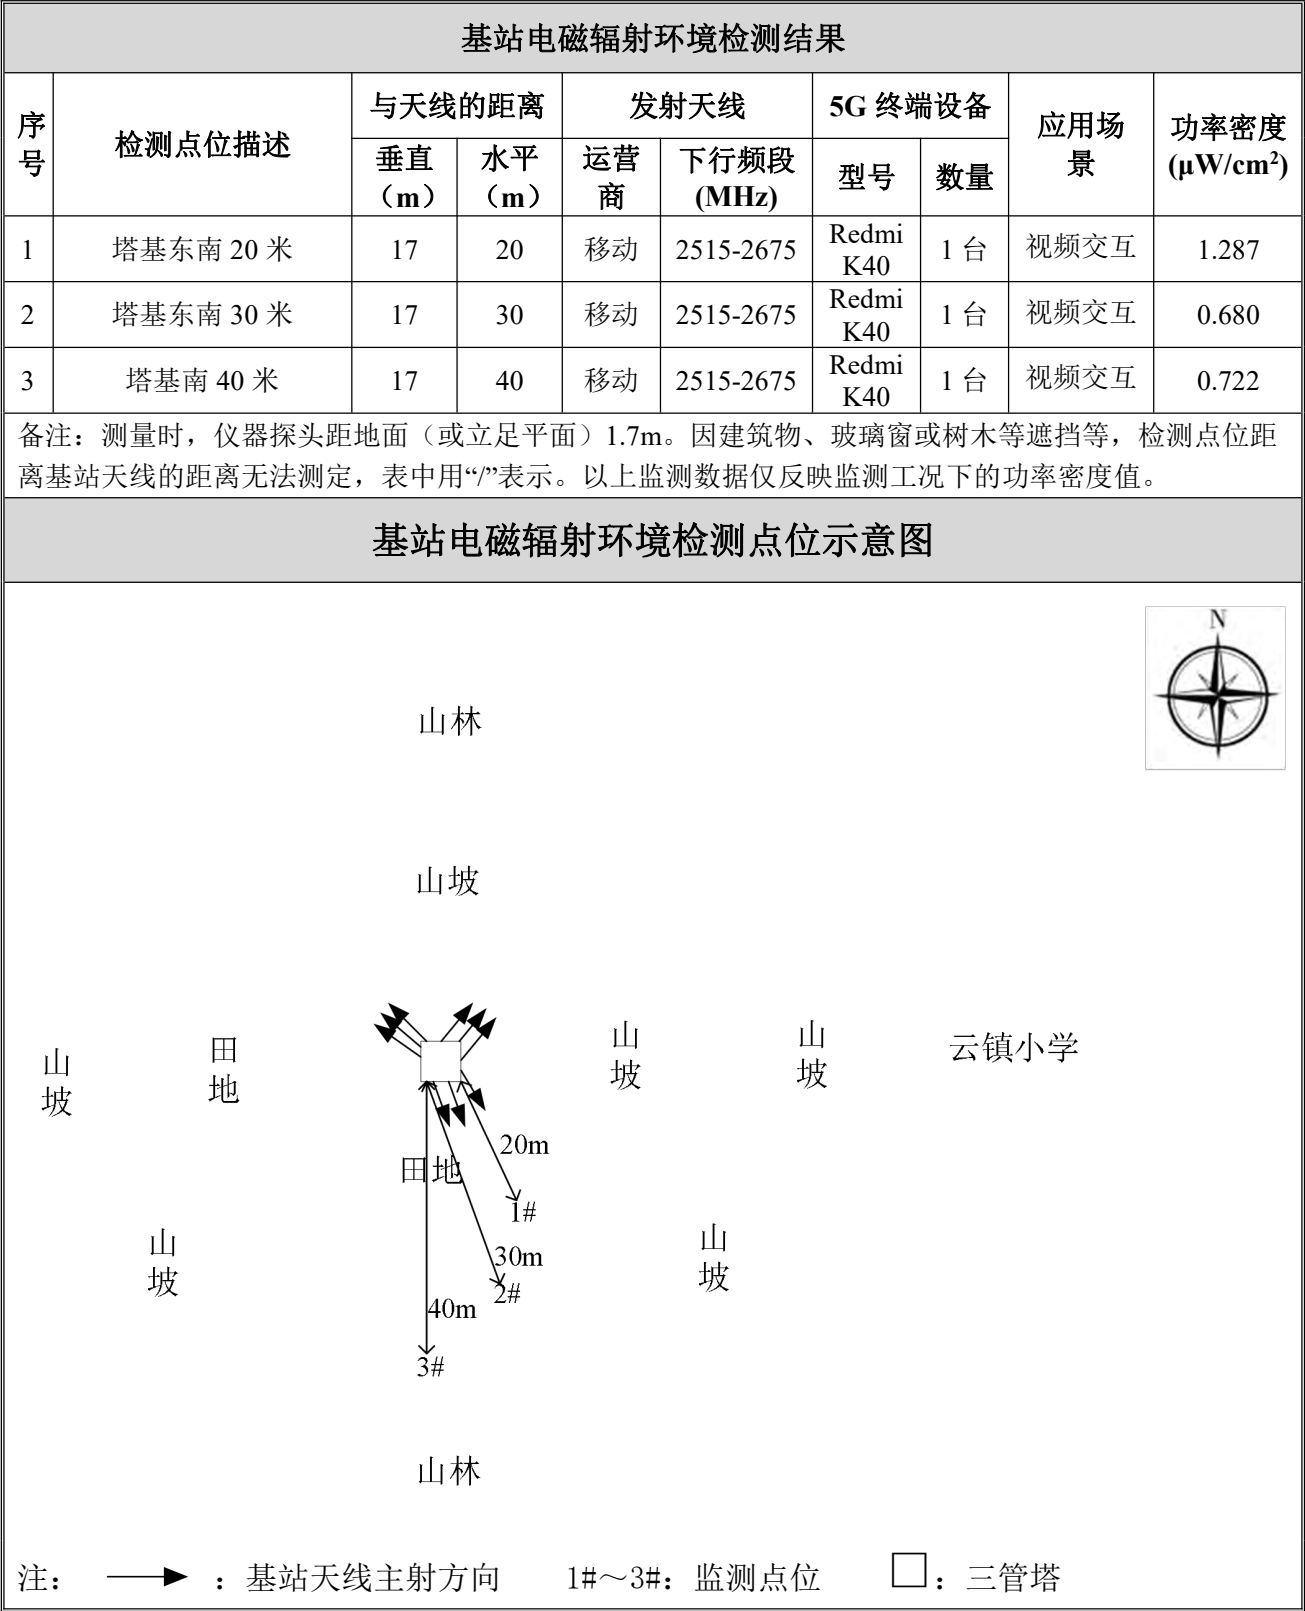 基站电磁辐射环境检测结果
序号 检测点位描述 与天线的距离 发射天线 5G 终端设备 应用场景 功率密度(μW/cm²)
垂直（m） 水平（m） 运营商 下行频段(MHz) 型号 数量
1 塔基东南 20 米 17 20 移动 2515-2675 Redmi K40 1 台 视频交互 1.287
2 塔基东南 30 米 17 30 移动 2515-2675 Redmi K40 1 台 视频交互 0.680
3 塔基南 40 米 17 40 移动 2515-2675 Redmi K40 1 台 视频交互 0.722
备注：测量时，仪器探头距地面（或立足平面）1.7m。因建筑物、玻璃窗或树木等遮挡等，检测点位距
离基站天线的距离无法测定，表中用“/”表示。以上监测数据仅反映监测工况下的功率密度值。
基站电磁辐射环境检测点位示意图
N
山林
山坡
山坡
田地
山坡
山坡
云镇小学
20m
田地
1#
山坡
30m
山坡
2#
40m
3#
山林
注： ：基站天线主射方向 1#～3#：监测点位 ：三管塔